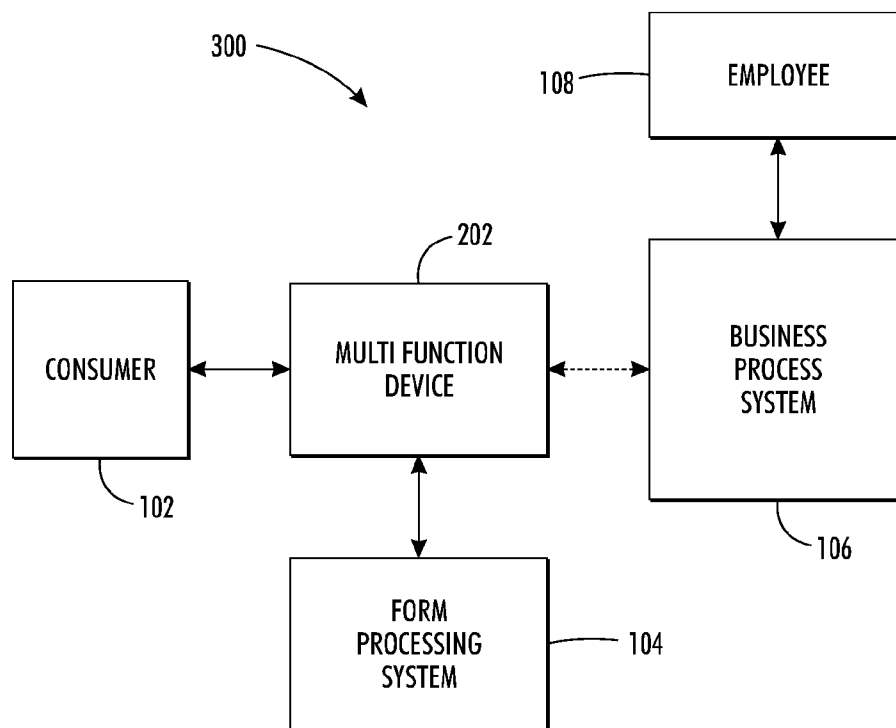 300
108
EMPLOYEE
202
CONSUMER
102
MULTI FUNCTION
DEVICE
BUSINESS
PROCESS
SYSTEM
106
FORM
PROCESSING
SYSTEM
104